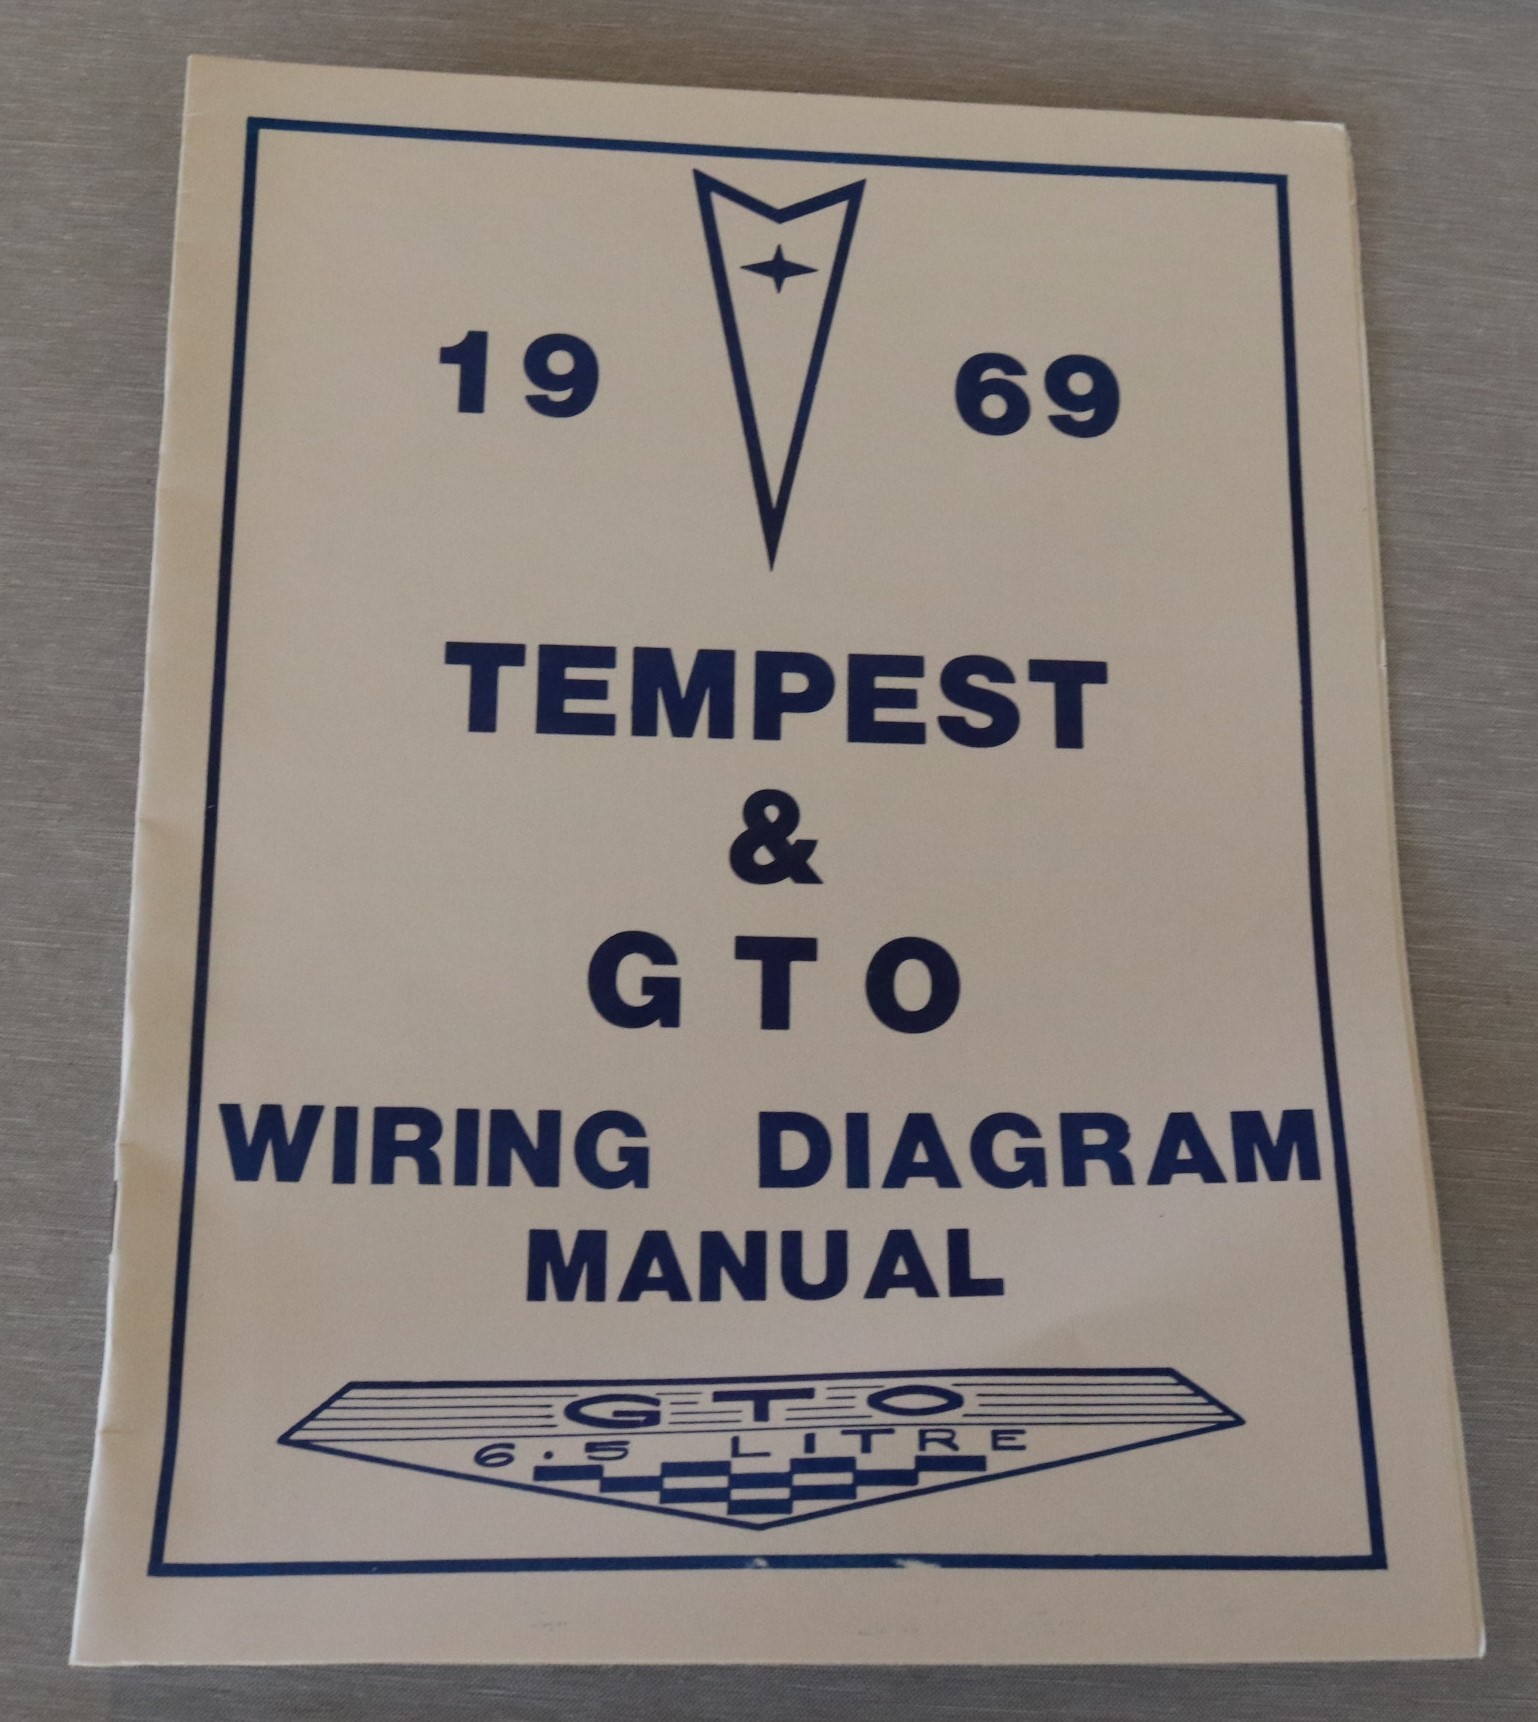 19 69
TEMPEST
&
GTO
WIRING DIAGRAM
MANUAL
GTO
6.5 LITRE